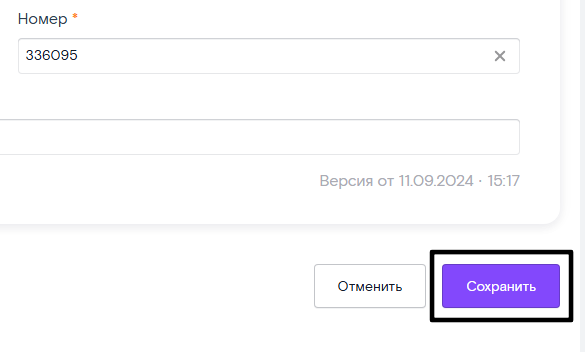 Номер *
336095
Версия от 11.09.2024 · 15:17
Отменить
Сохранить